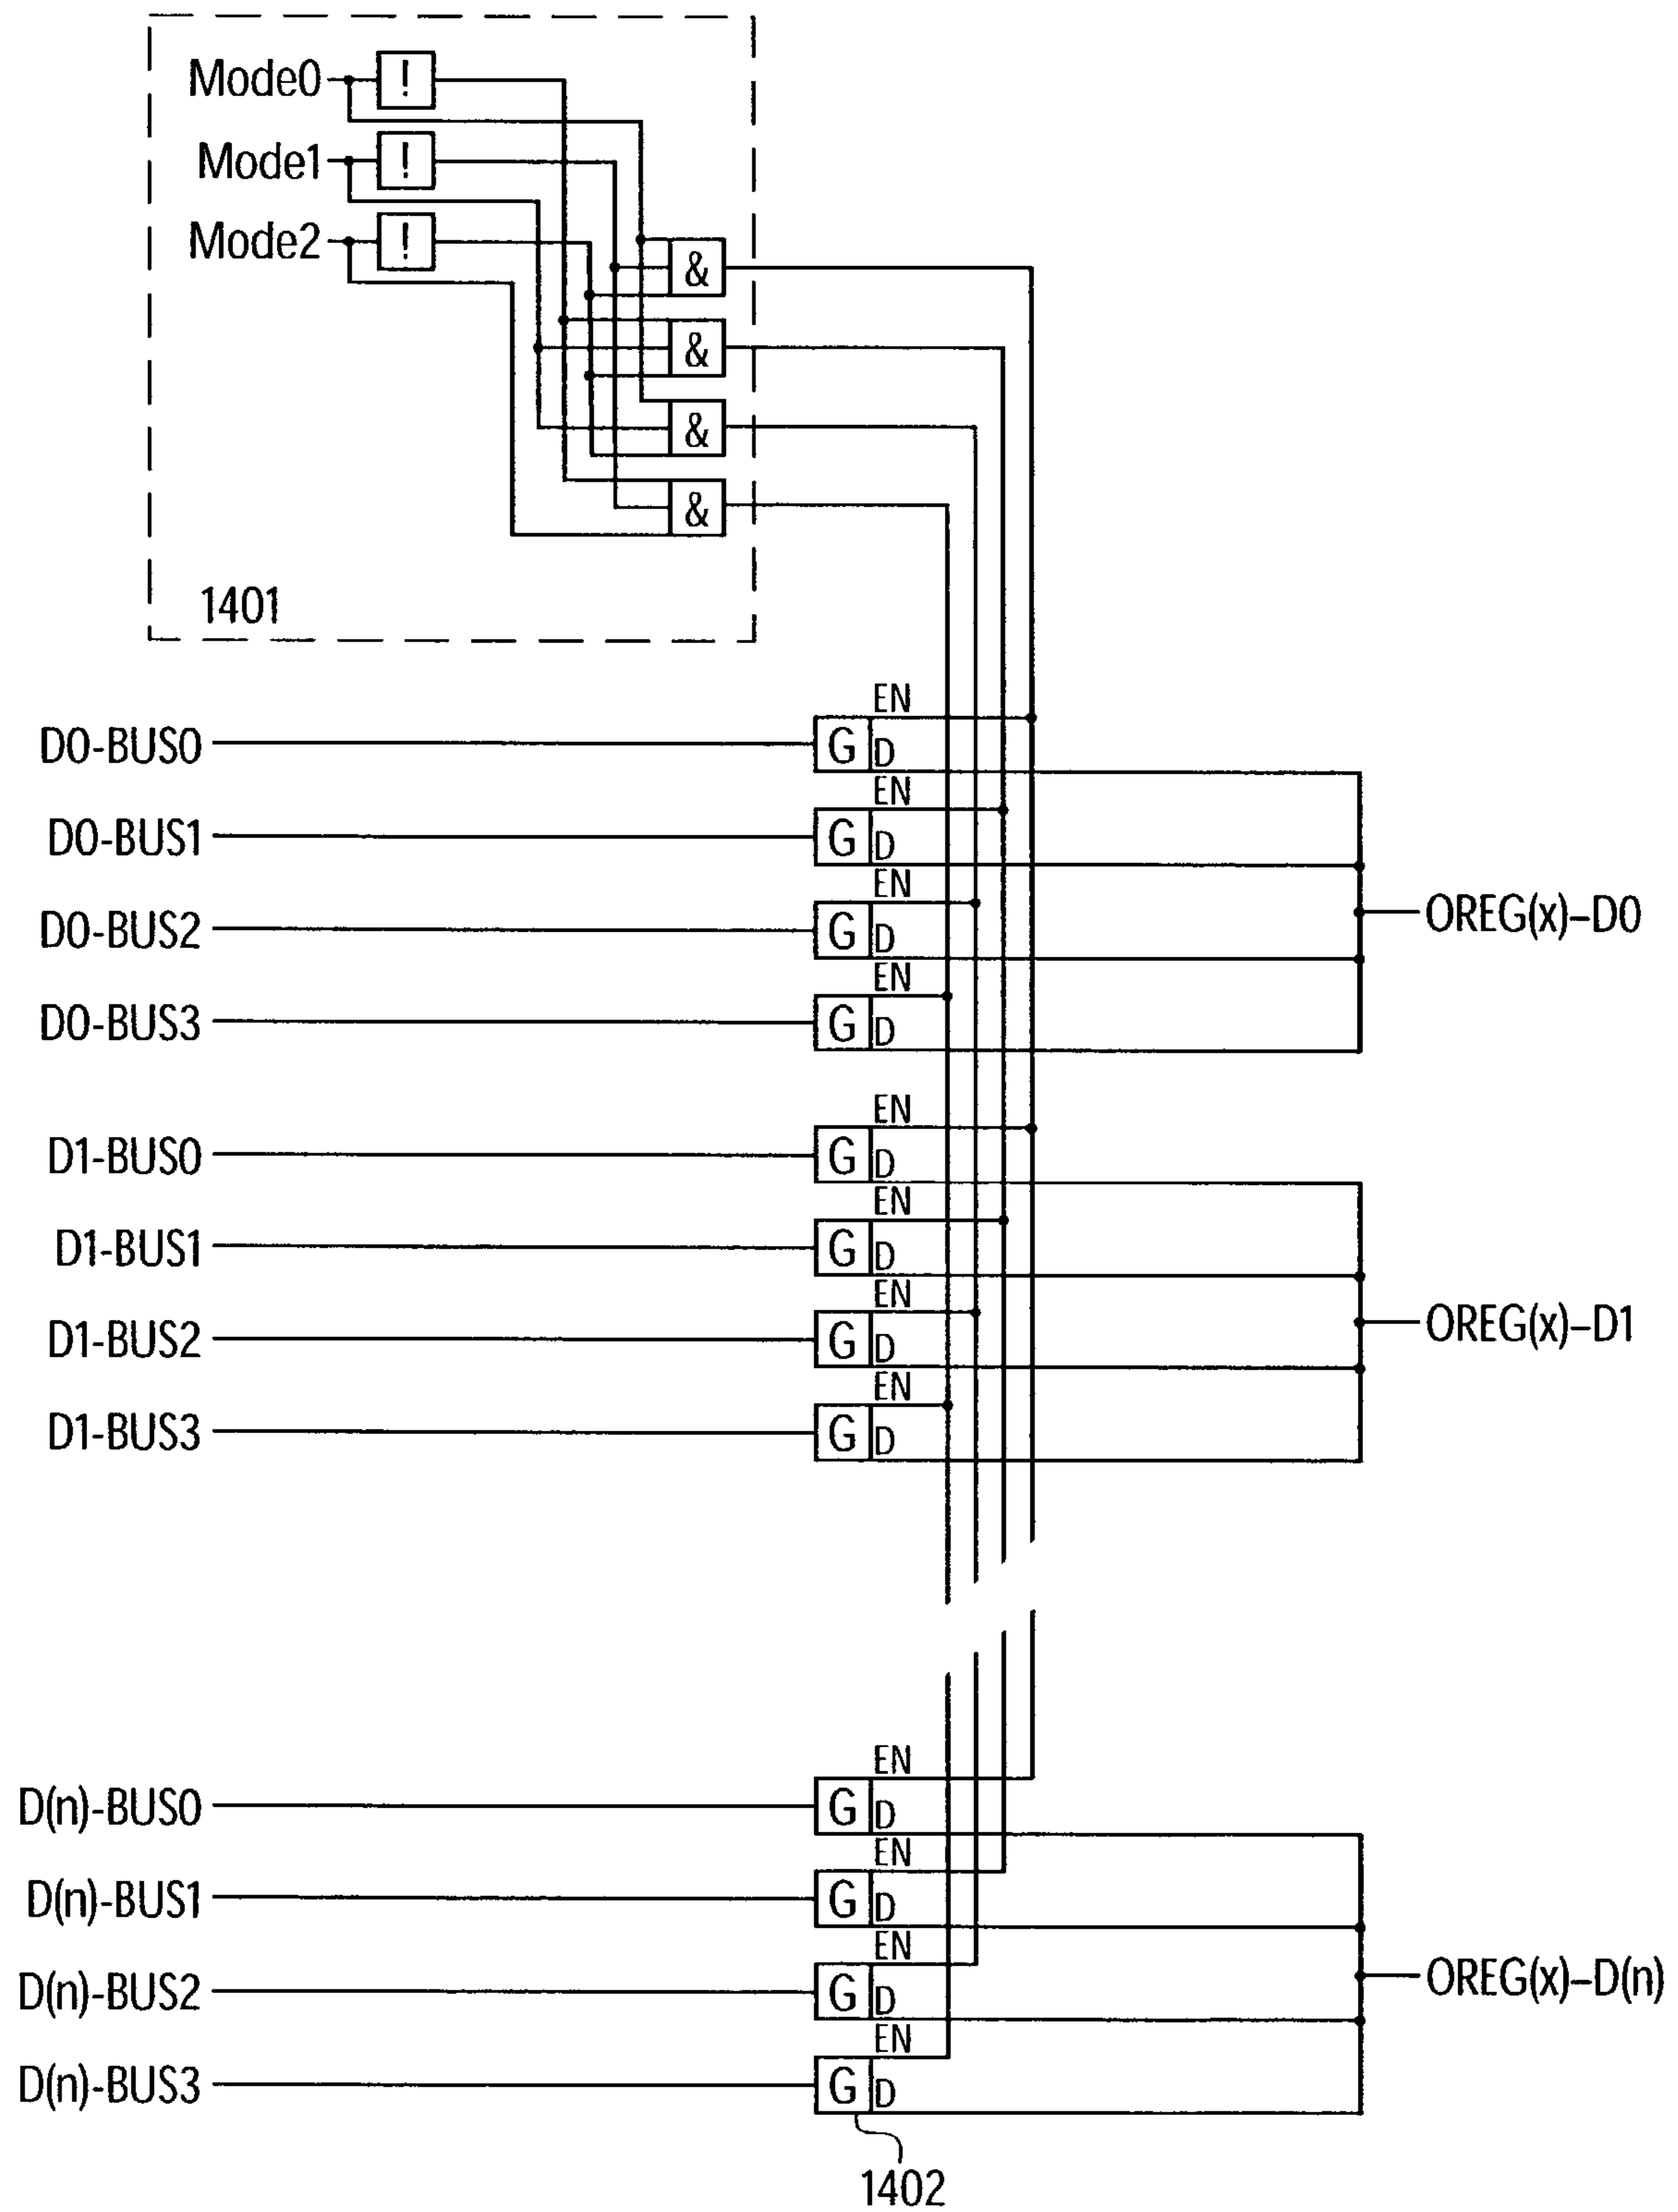 Mode0 !
Mode1 !
Mode2 !
&
&
&
&
1401
EN
D0-BUS0 G D
EN
D0-BUS1 G D
EN
D0-BUS2 G D
OREG(x)–D0
EN
D0-BUS3 G D
EN
D1-BUS0 G D
EN
D1-BUS1 G D
EN
D1-BUS2 G D
OREG(x)–D1
EN
D1-BUS3 G D
EN
D(n)-BUS0 G D
EN
D(n)-BUS1 G D
EN
D(n)-BUS2 G D
OREG(x)–D(n)
EN
D(n)-BUS3 G D
1402